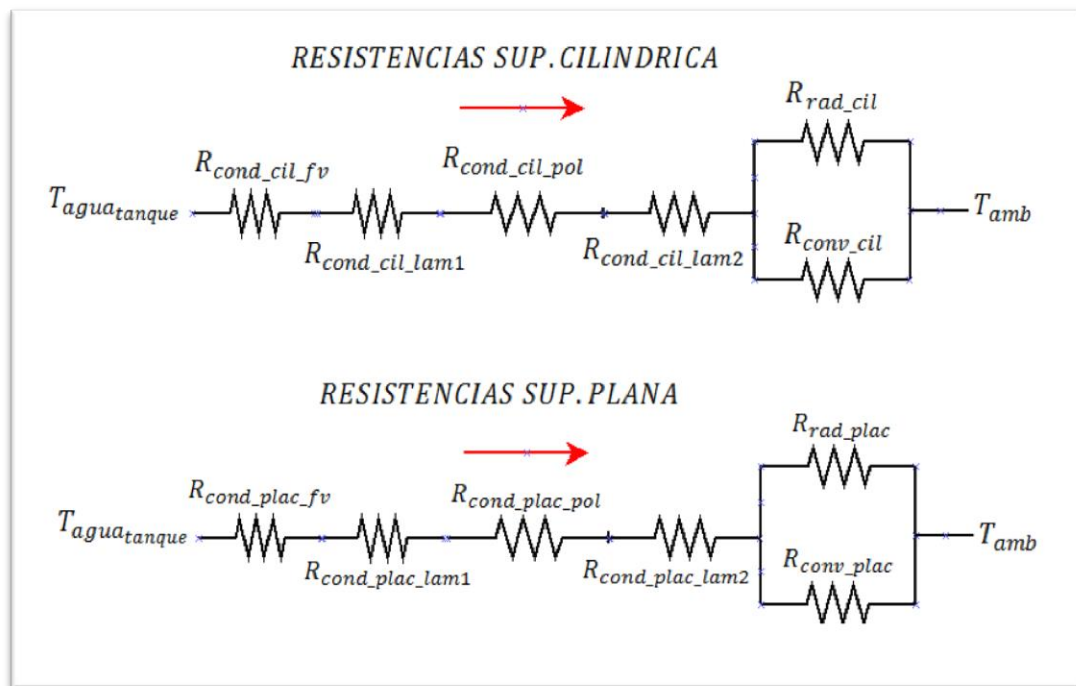 RESISTENCIAS SUP.CILINDRICA
R_rad_cil
R_cond_cil_fv
R_cond_cil_pol
T_agua_tanque
T_amb
R_cond_cil_lam1
R_cond_cil_lam2
R_conv_cil
RESISTENCIAS SUP.PLANA
R_rad_plac
R_cond_plac_fv
R_cond_plac_pol
T_agua_tanque
T_amb
R_cond_plac_lam1
R_cond_plac_lam2
R_conv_plac